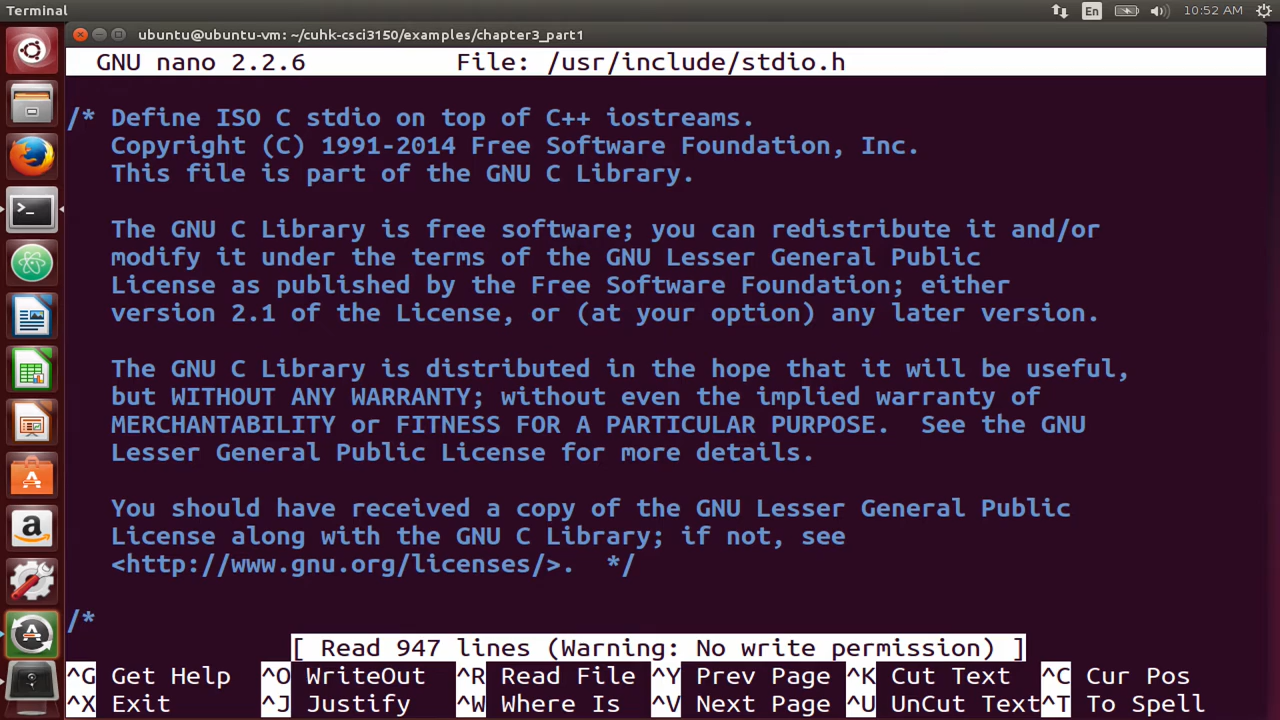 Terminal
En
10:52 AM
ubuntu@ubuntu-vm: ~/cuhk-csci3150/examples/chapter3_part1
GNU nano 2.2.6 File: /usr/include/stdio.h
/* Define ISO C stdio on top of C++ iostreams.
Copyright (C) 1991-2014 Free Software Foundation, Inc.
This file is part of the GNU C Library.
The GNU C Library is free software; you can redistribute it and/or
modify it under the terms of the GNU Lesser General Public
License as published by the Free Software Foundation; either
version 2.1 of the License, or (at your option) any later version.
The GNU C Library is distributed in the hope that it will be useful,
but WITHOUT ANY WARRANTY; without even the implied warranty of
MERCHANTABILITY or FITNESS FOR A PARTICULAR PURPOSE.  See the GNU
Lesser General Public License for more details.
You should have received a copy of the GNU Lesser General Public
License along with the GNU C Library; if not, see
<http://www.gnu.org/licenses/>.  */
/*
[ Read 947 lines (Warning: No write permission) ]
^G Get Help ^O WriteOut ^R Read File ^Y Prev Page ^K Cut Text ^C Cur Pos
^X Exit ^J Justify ^W Where Is ^V Next Page ^U UnCut Text ^T To Spell